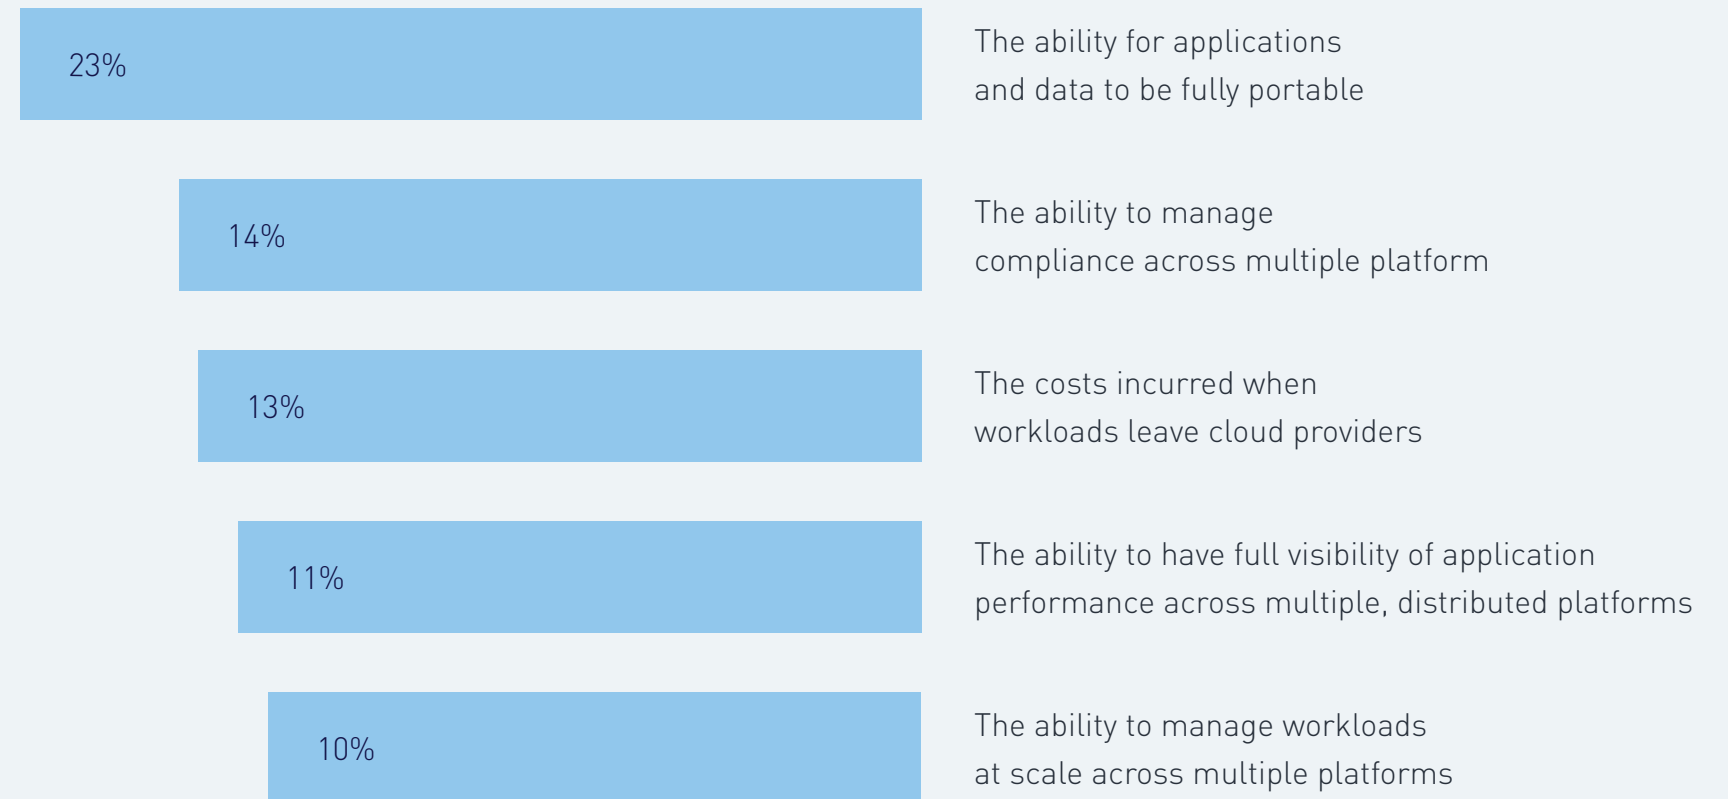 23%
The ability for applications
and data to be fully portable
14%
The ability to manage
compliance across multiple platform
13%
The costs incurred when
workloads leave cloud providers
11%
The ability to have full visibility of application
performance across multiple, distributed platforms
10%
The ability to manage workloads
at scale across multiple platforms